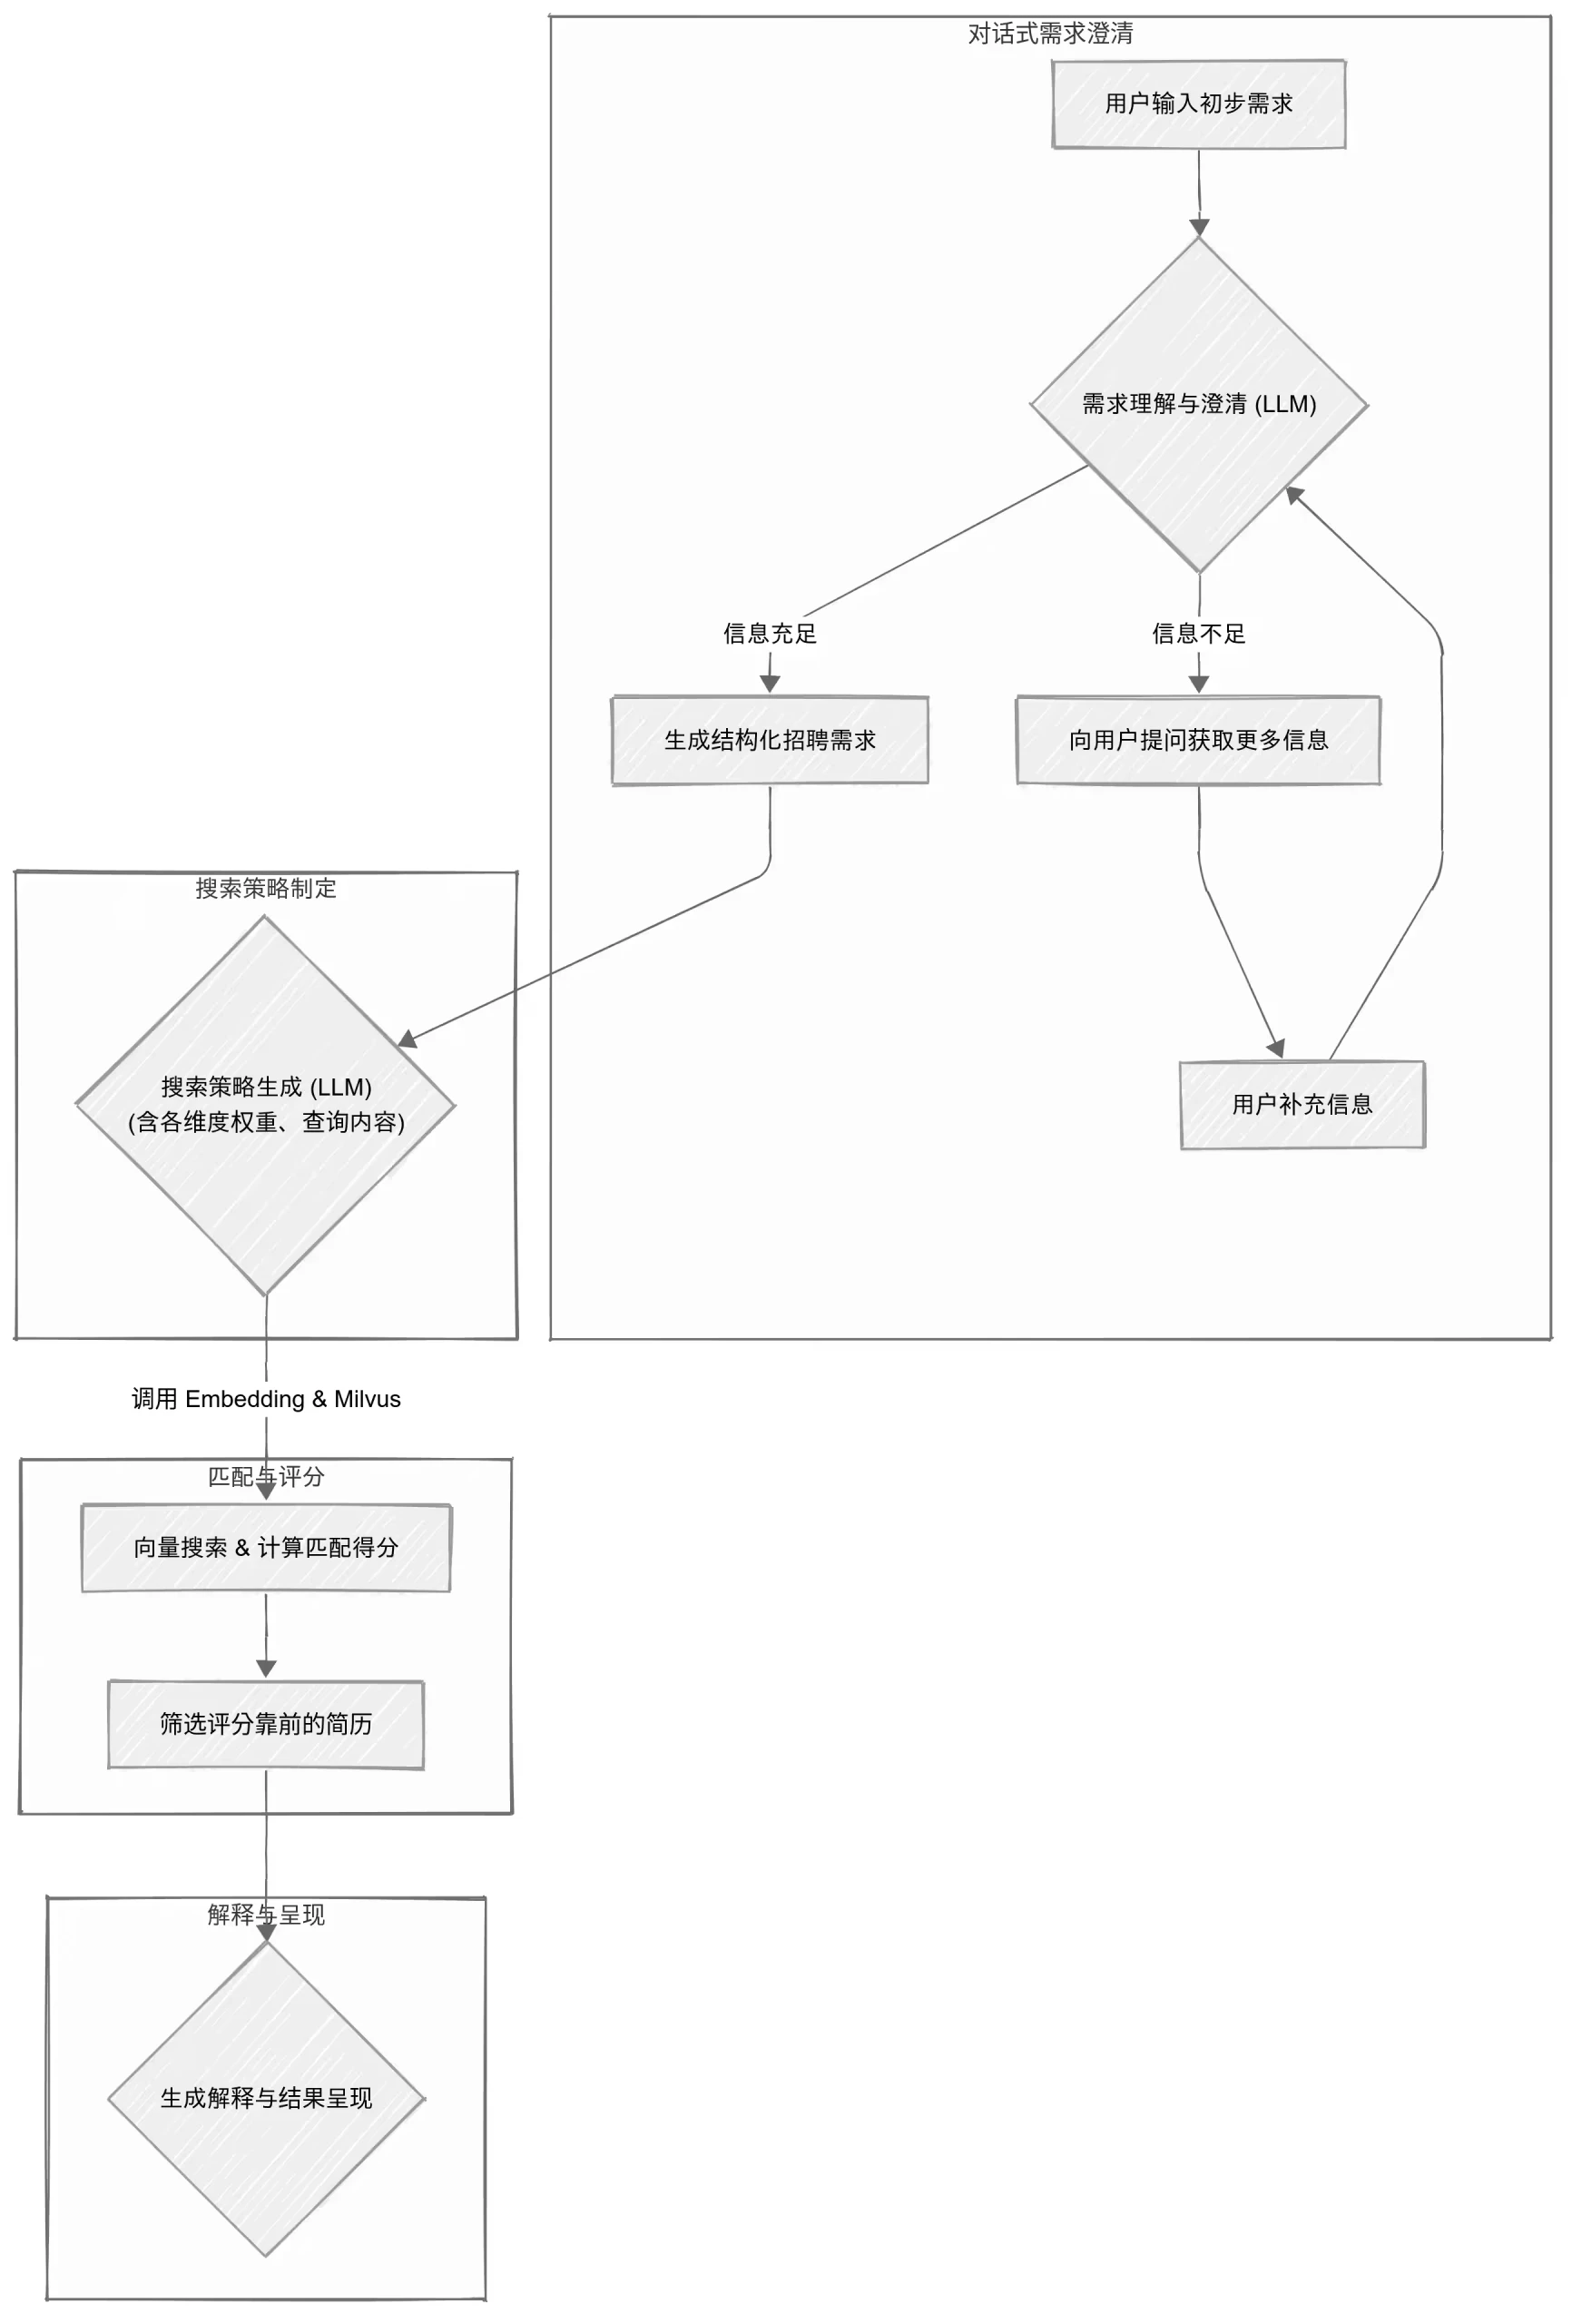 对话式需求澄清
用户输入初步需求
需求理解与澄清 (LLM)
信息充足
信息不足
生成结构化招聘需求
向用户提问获取更多信息
用户补充信息
搜索策略制定
搜索策略生成 (LLM)
(含各维度权重、查询内容)
调用 Embedding & Milvus
匹配与评分
向量搜索 & 计算匹配得分
筛选评分靠前的简历
解释与呈现
生成解释与结果呈现